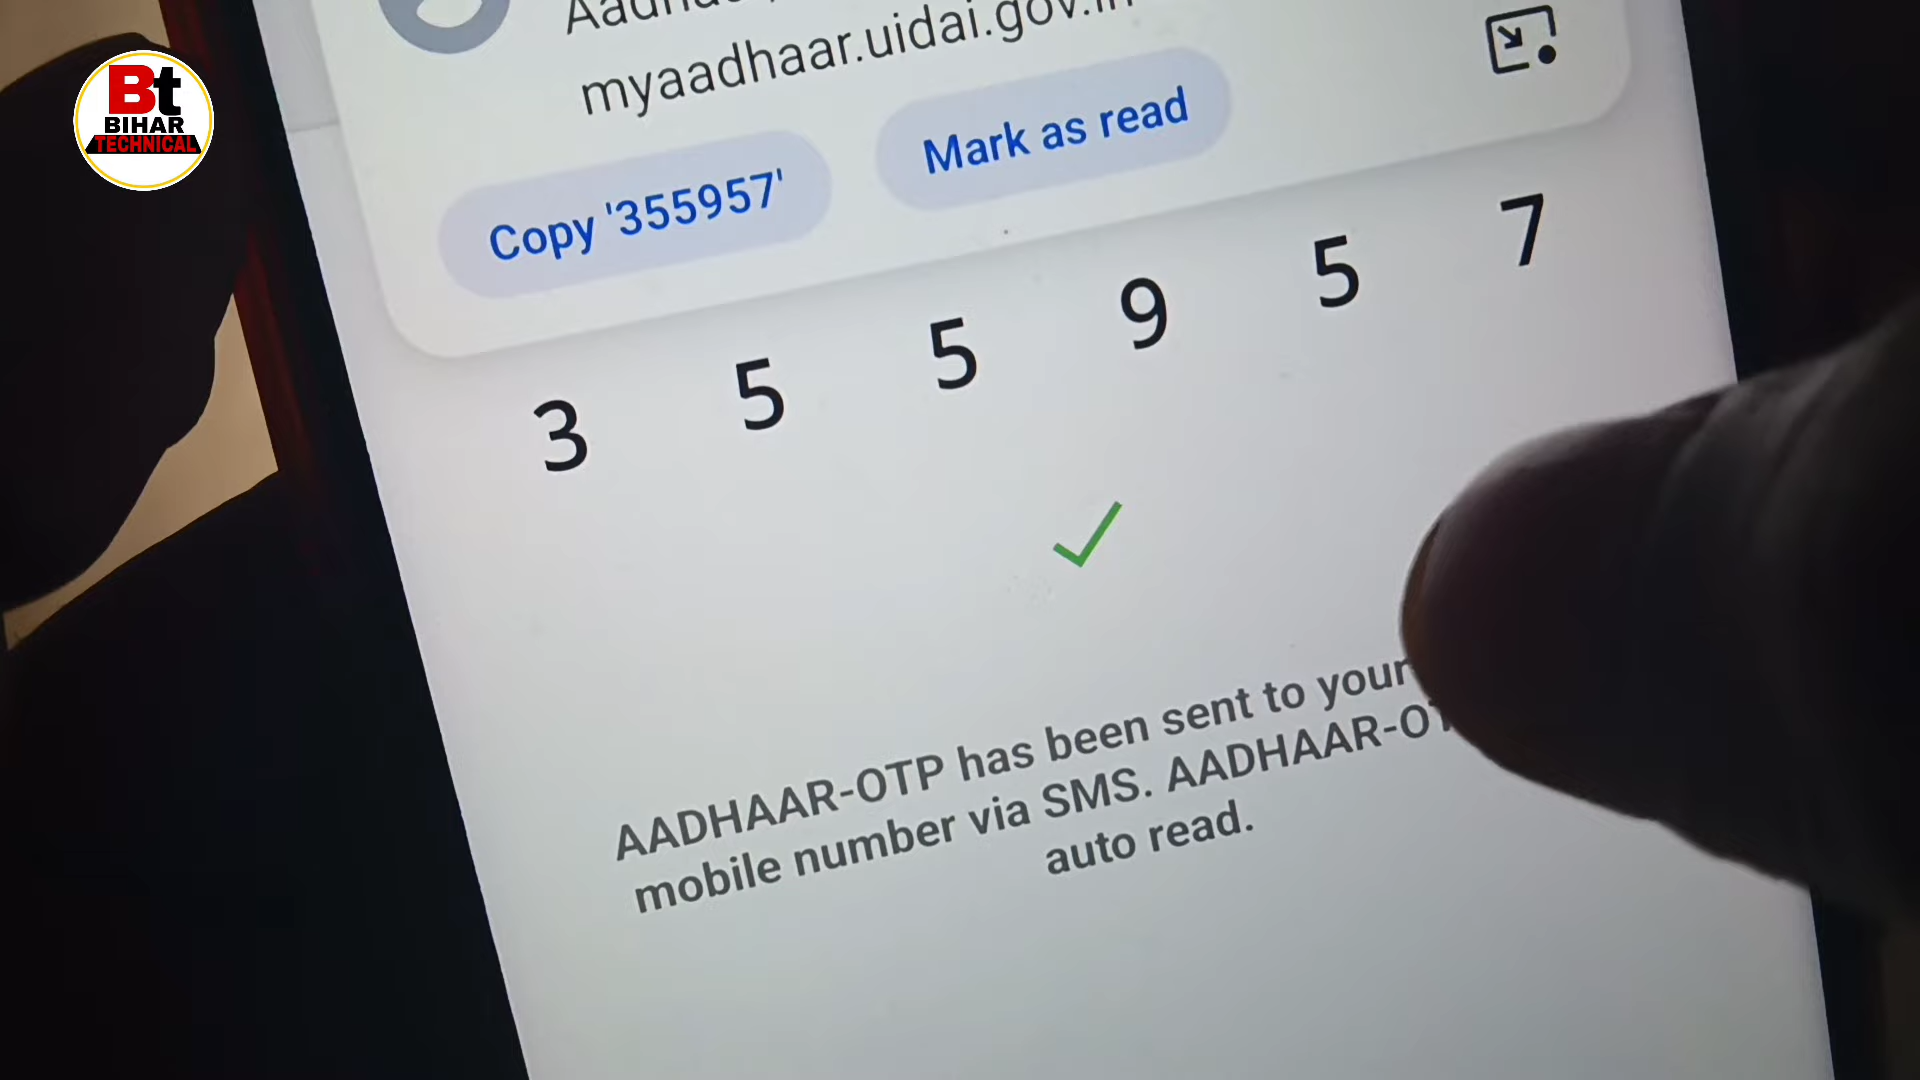 Bt
BIHAR
TECHNICAL
myaadhaar.uidai.gov.in
Copy '355957'
Mark as read
3 5 5 9 5 7
AADHAAR-OTP has been sent to your
mobile number via SMS. AADHAAR-OT
auto read.